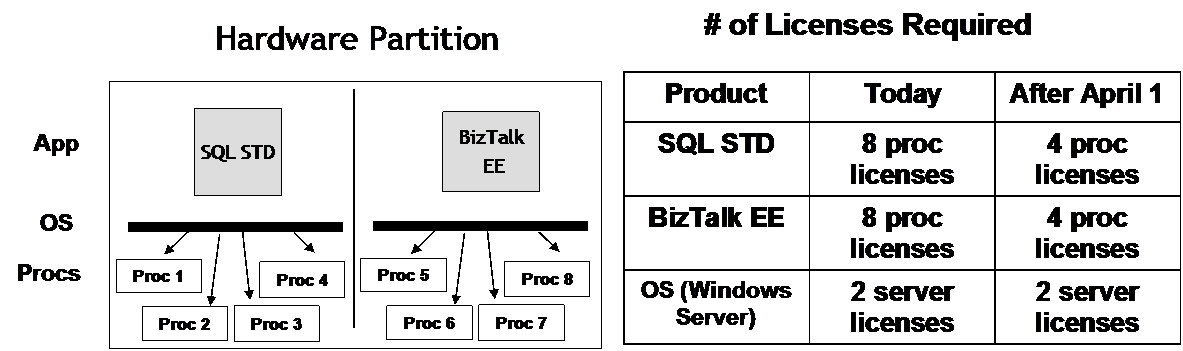 Hardware Partition
App
SQL STD
BizTalk
EE
OS
Procs
Proc 1
Proc 4
Proc 2
Proc 3
Proc 5
Proc 8
Proc 6
Proc 7
# of Licenses Required
Product
Today
After April 1
SQL STD
8 proc
licenses
4 proc
licenses
BizTalk EE
8 proc
licenses
4 proc
licenses
OS (Windows
Server)
2 server
licenses
2 server
licenses